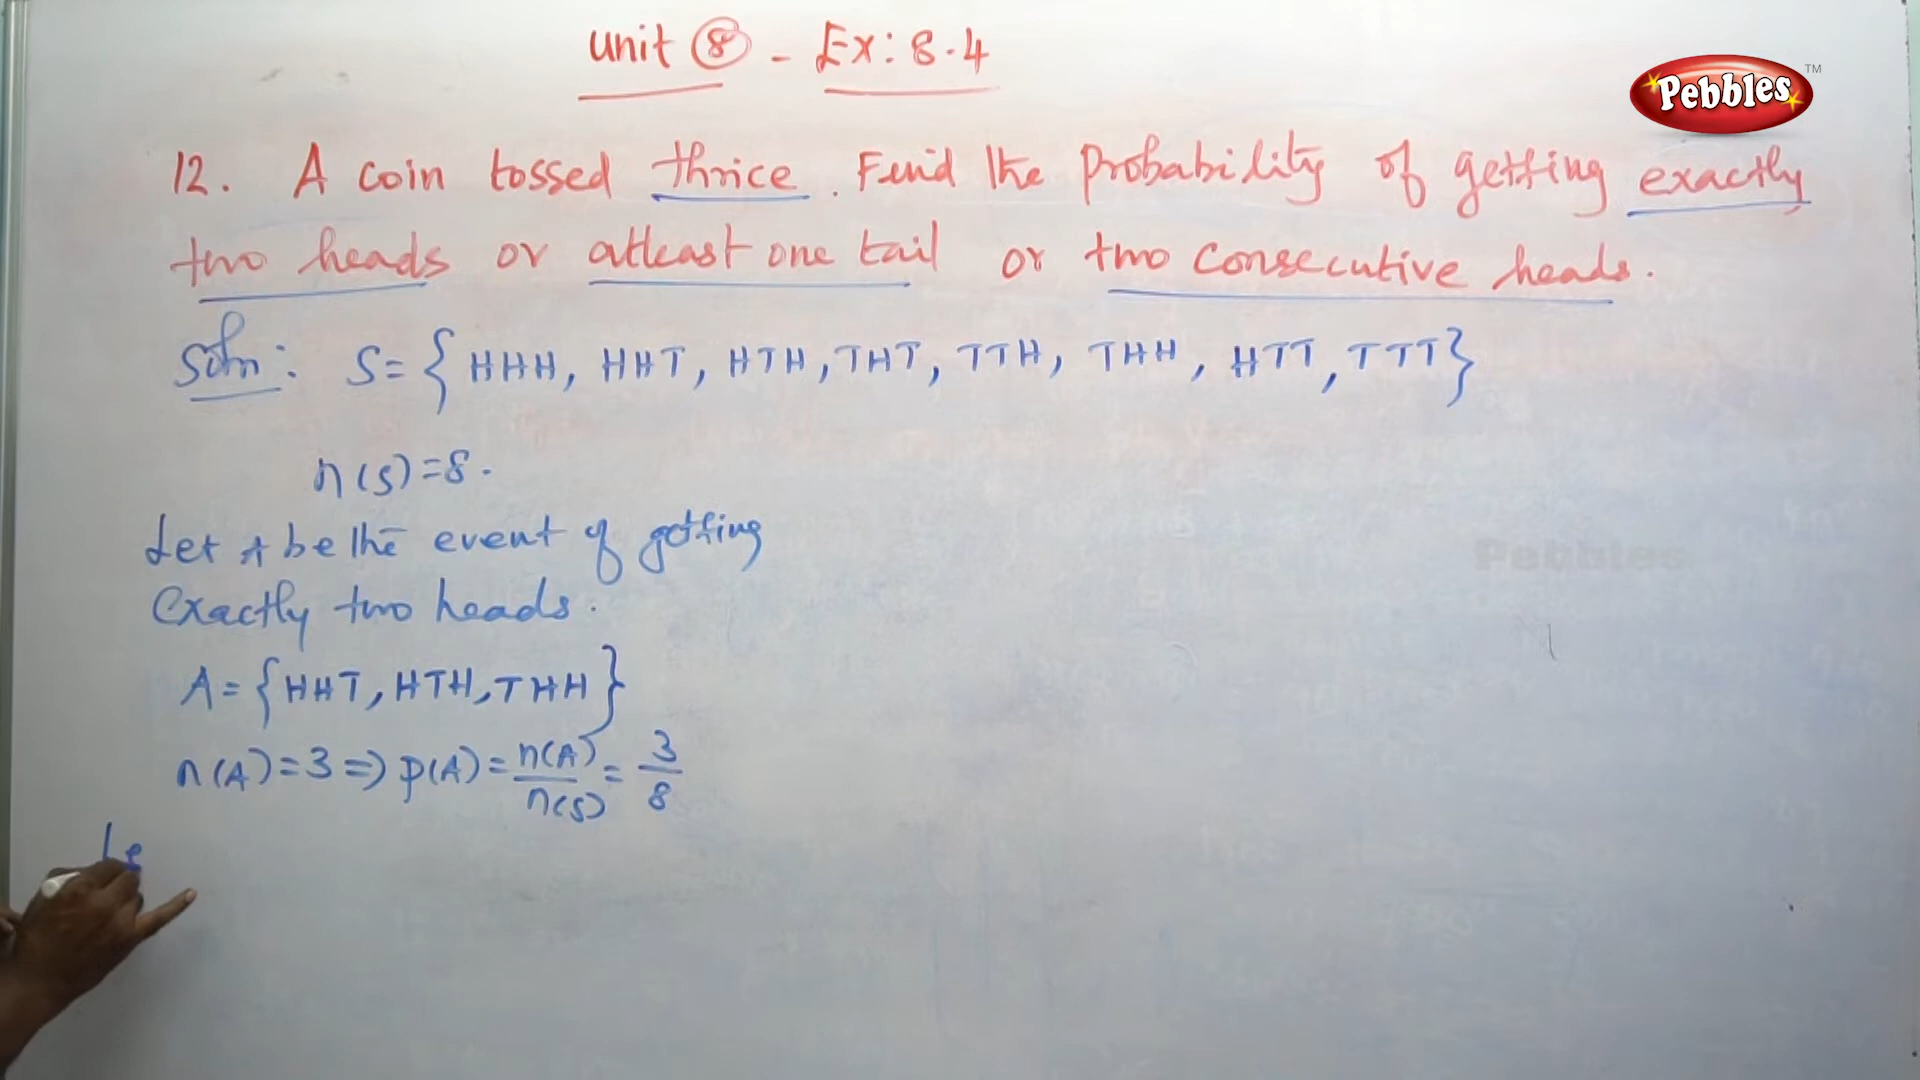 Unit 8 - Ex: 8.4
Pebbles TM
12. A coin tossed thrice. Find the Probability of getting exactly
two heads or atleast one tail or two consecutive heads.
Soln: S = { HHH, HHT, HTH, THT, TTH, THH, HTT, TTT}
n(S)=8.
Let A be the event of getting
Exactly two heads.
A = {HHT, HTH, THH}
n(A)=3 => P(A) = n(A)/n(S) = 3/8
Le
Pebbles